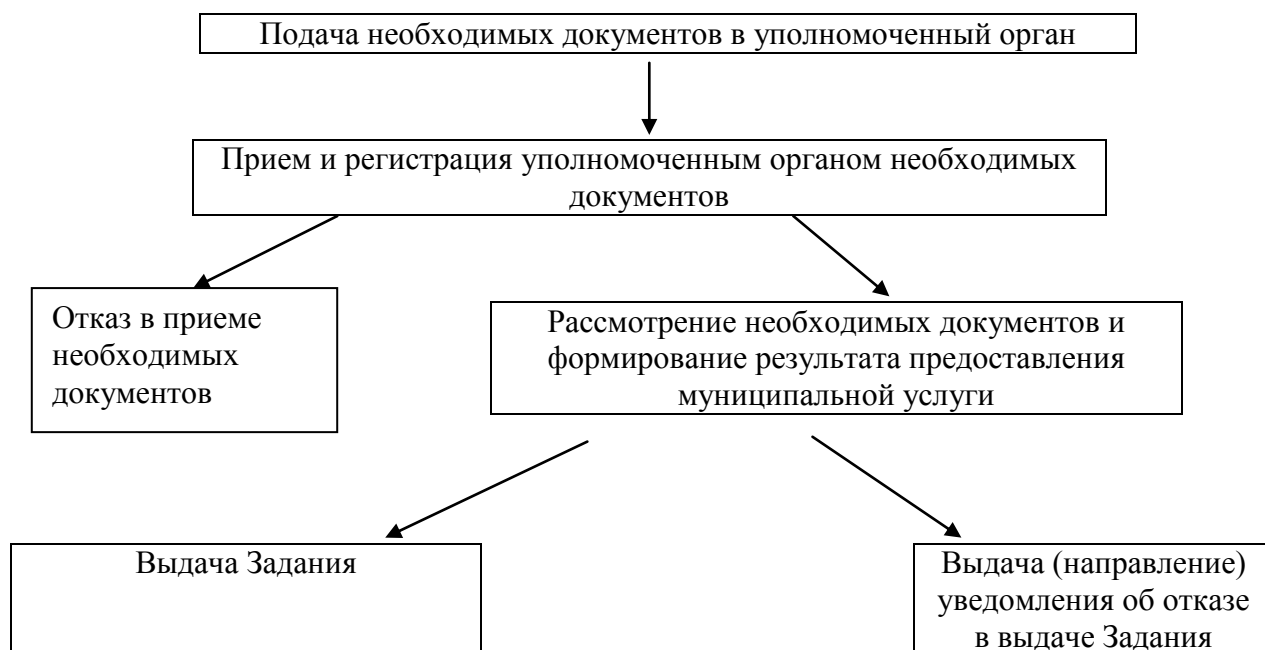 Подача необходимых документов в уполномоченный орган
Прием и регистрация уполномоченным органом необходимых
документов
Отказ в приеме
необходимых
документов
Рассмотрение необходимых документов и
формирование результата предоставления
муниципальной услуги
Выдача Задания
Выдача (направление)
уведомления об отказе
в выдаче Задания